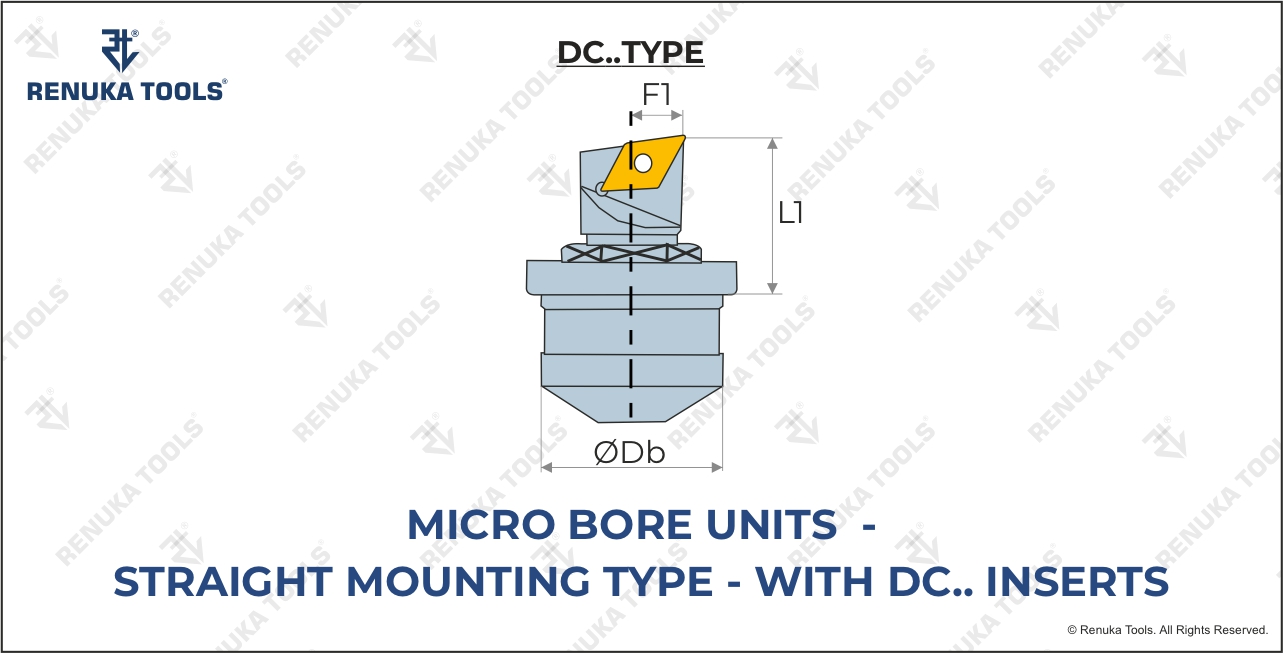 RENUKA TOOLS®
DC..TYPE
F1
L1
ØDb
MICRO BORE UNITS -
STRAIGHT MOUNTING TYPE - WITH DC.. INSERTS
© Renuka Tools. All Rights Reserved.